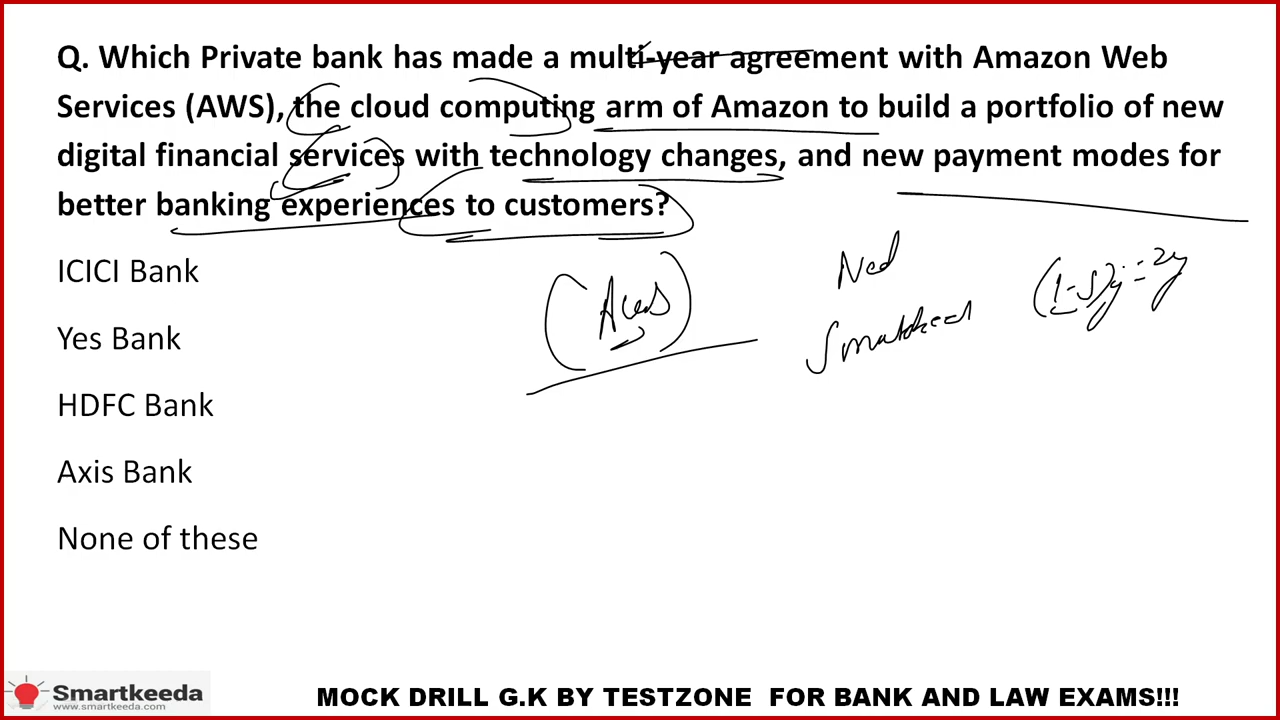 Q. Which Private bank has made a multi-year agreement with Amazon Web
Services (AWS), the cloud computing arm of Amazon to build a portfolio of new
digital financial services with technology changes, and new payment modes for
better banking experiences to customers?
ICICI Bank
Yes Bank
HDFC Bank
Axis Bank
None of these
Smartkeeda
www.smartkeeda.com
MOCK DRILL G.K BY TESTZONE FOR BANK AND LAW EXAMS!!!